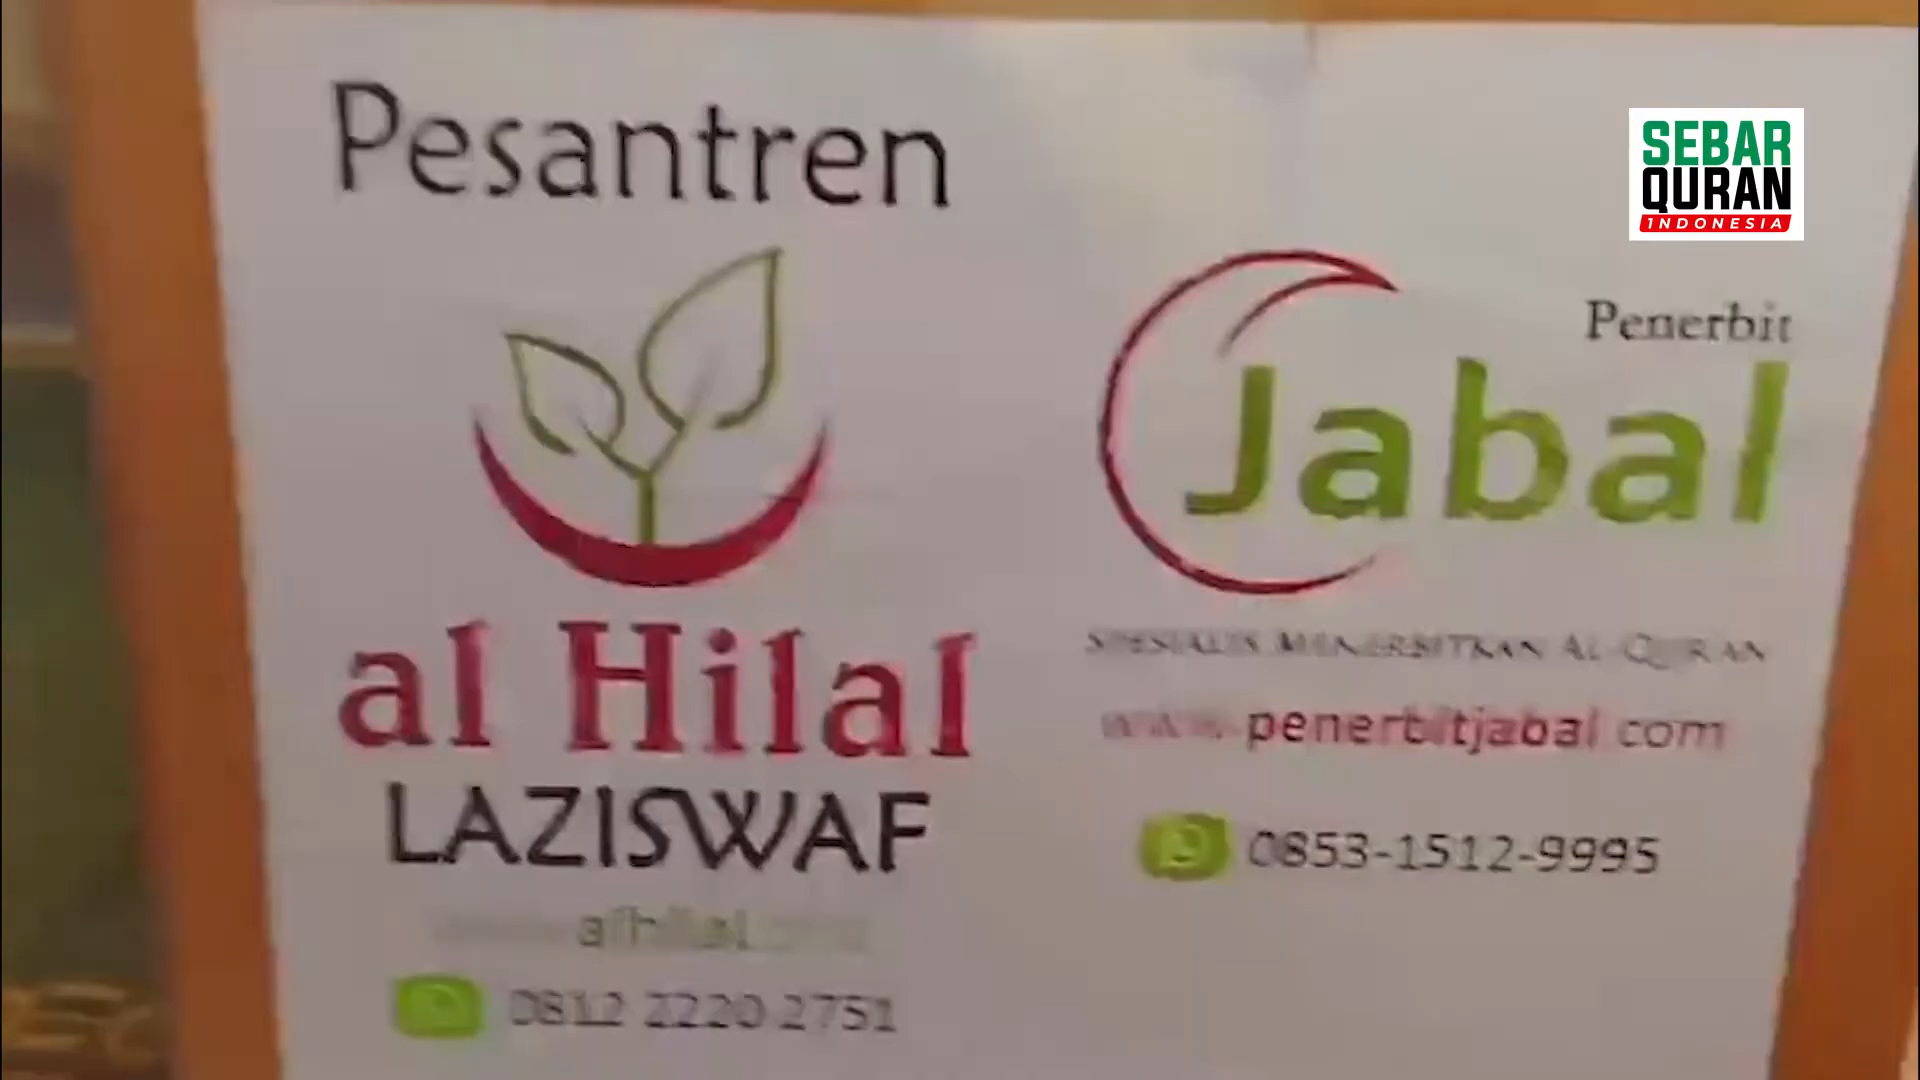 Pesantren
al Hilal
LAZISWAF
0812 2220 2751
Penerbit
Jabal
SPESIALIS MENERBITKAN AL-QUR'AN
www.penerbitjabal.com
0853-1512-9995
SEBAR
QURAN
INDONESIA